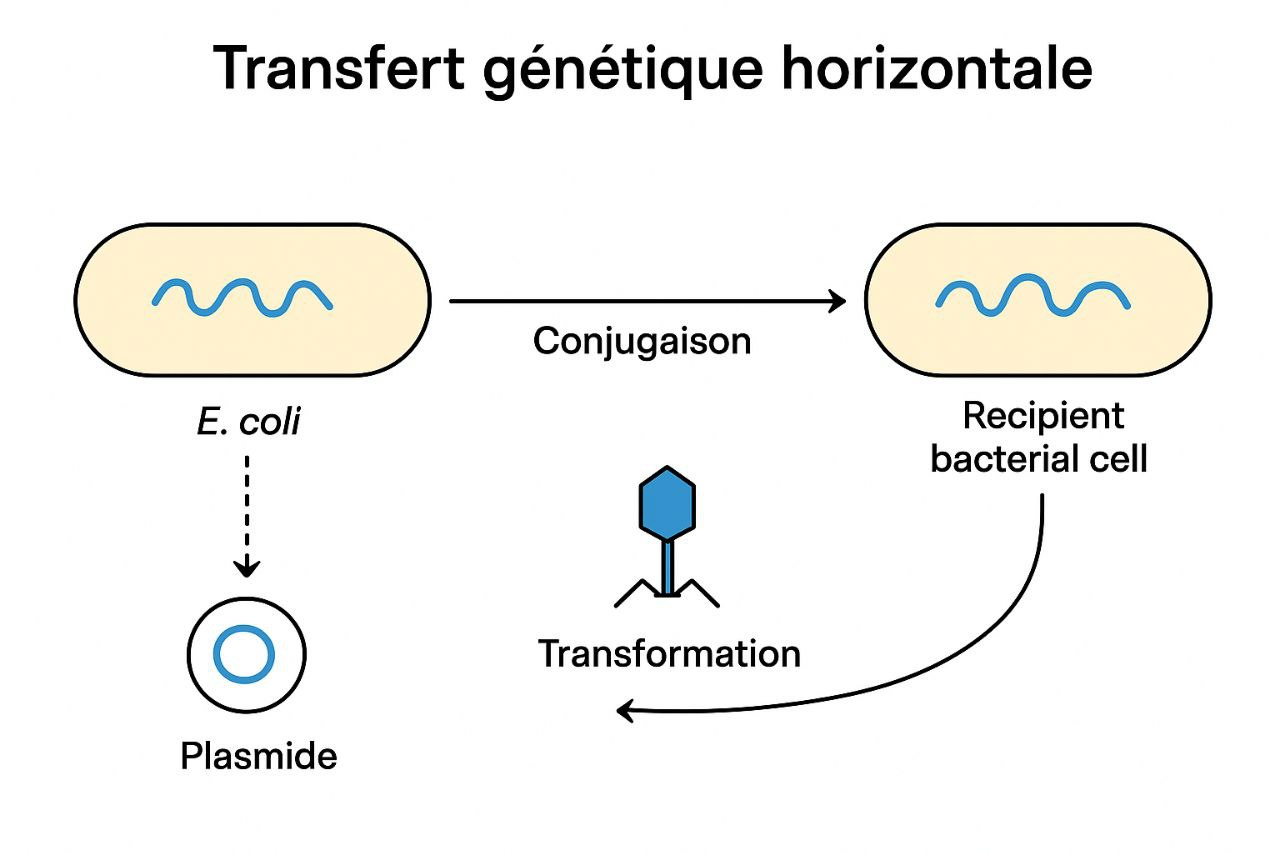 Transfert génétique horizontale
Conjugaison
E. coli
Recipient
bacterial cell
Transformation
Plasmide